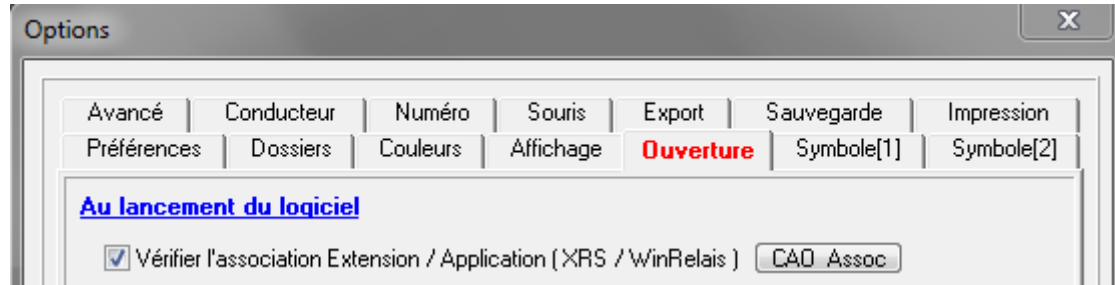 Options
Avancé Conducteur Numéro Souris Export Sauvegarde Impression
Préférences Dossiers Couleurs Affichage Ouverture Symbole[1] Symbole[2]
Au lancement du logiciel
Vérifier l'association Extension / Application ( XRS / WinRelais ) CAO Assoc